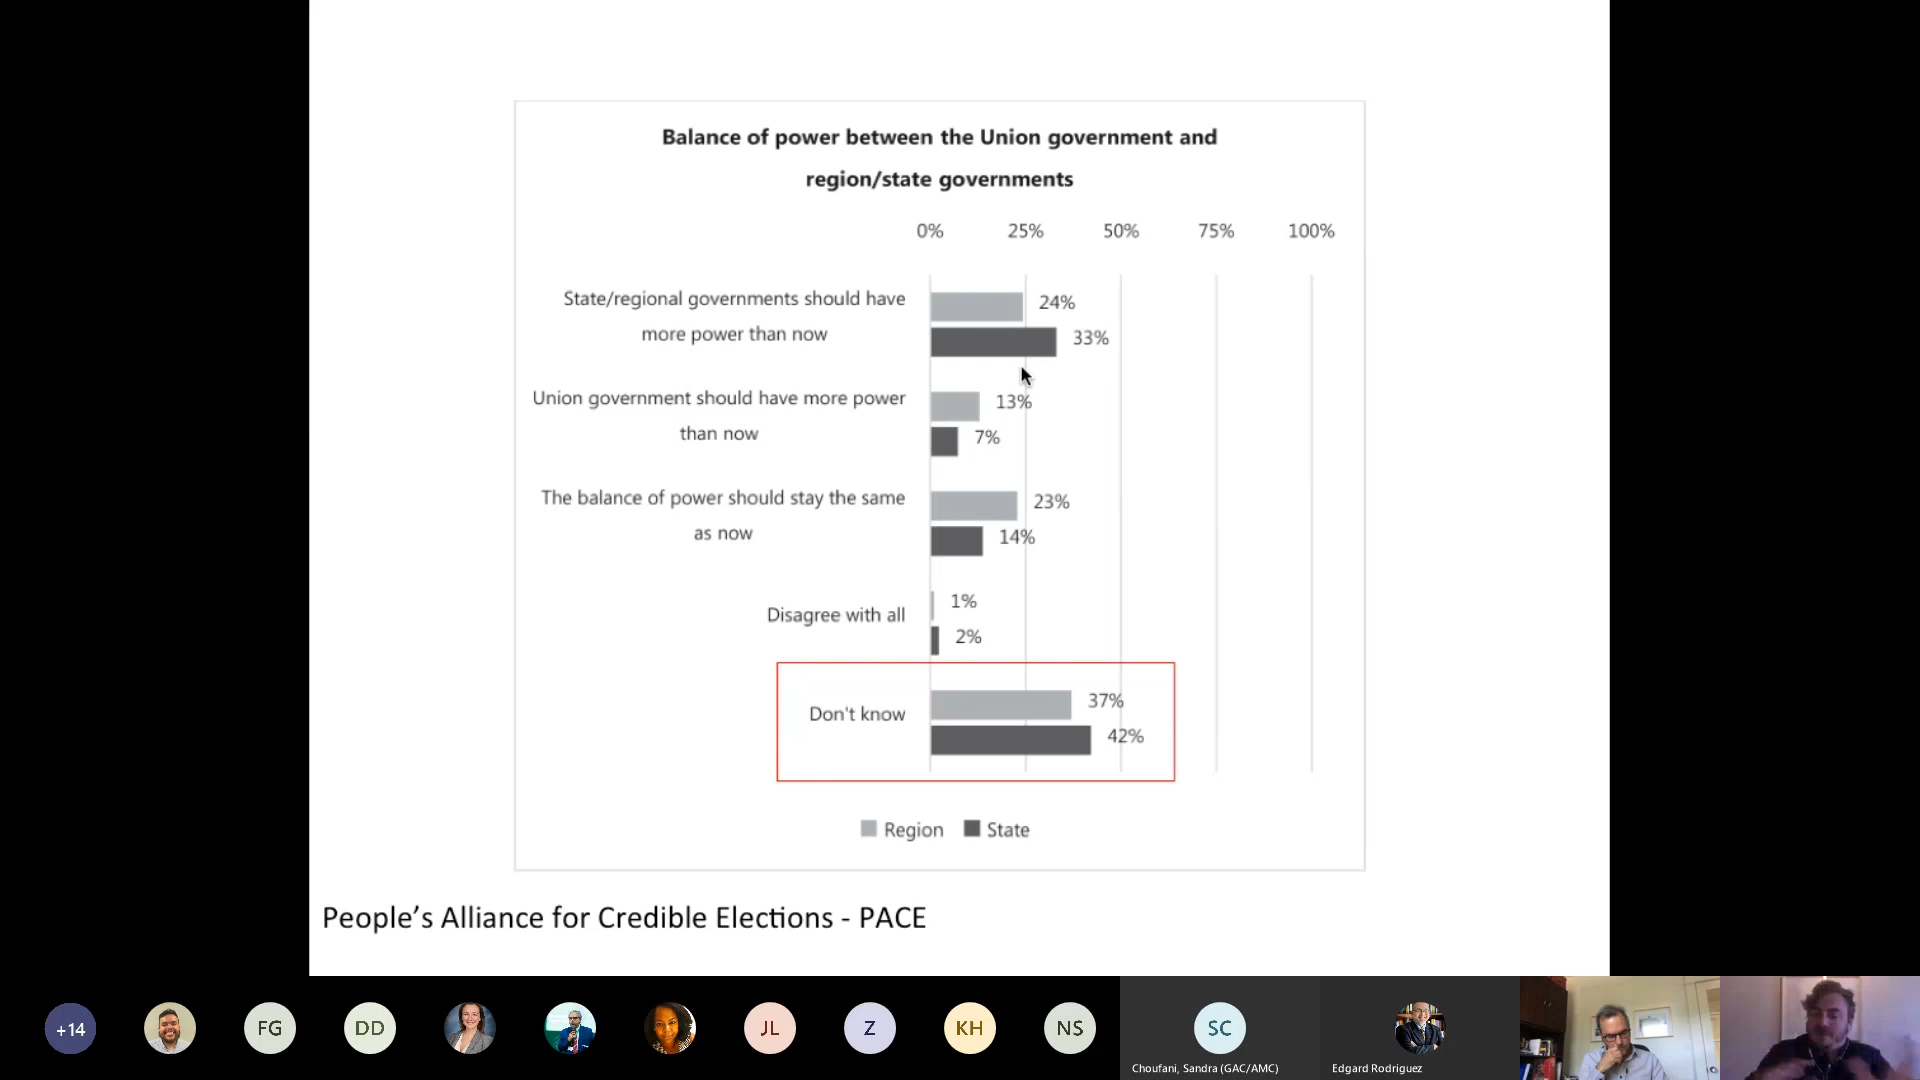 Balance of power between the Union government and
region/state governments
0% 25% 50% 75% 100%
State/regional governments should have
more power than now
24%
33%
Union government should have more power
than now
13%
7%
The balance of power should stay the same
as now
23%
14%
Disagree with all
1%
2%
Don't know
37%
42%
Region State
People's Alliance for Credible Elections - PACE
+14 FG DD JL Z KH NS SC
Choufani, Sandra (GAC/AMC) Edgard Rodriguez